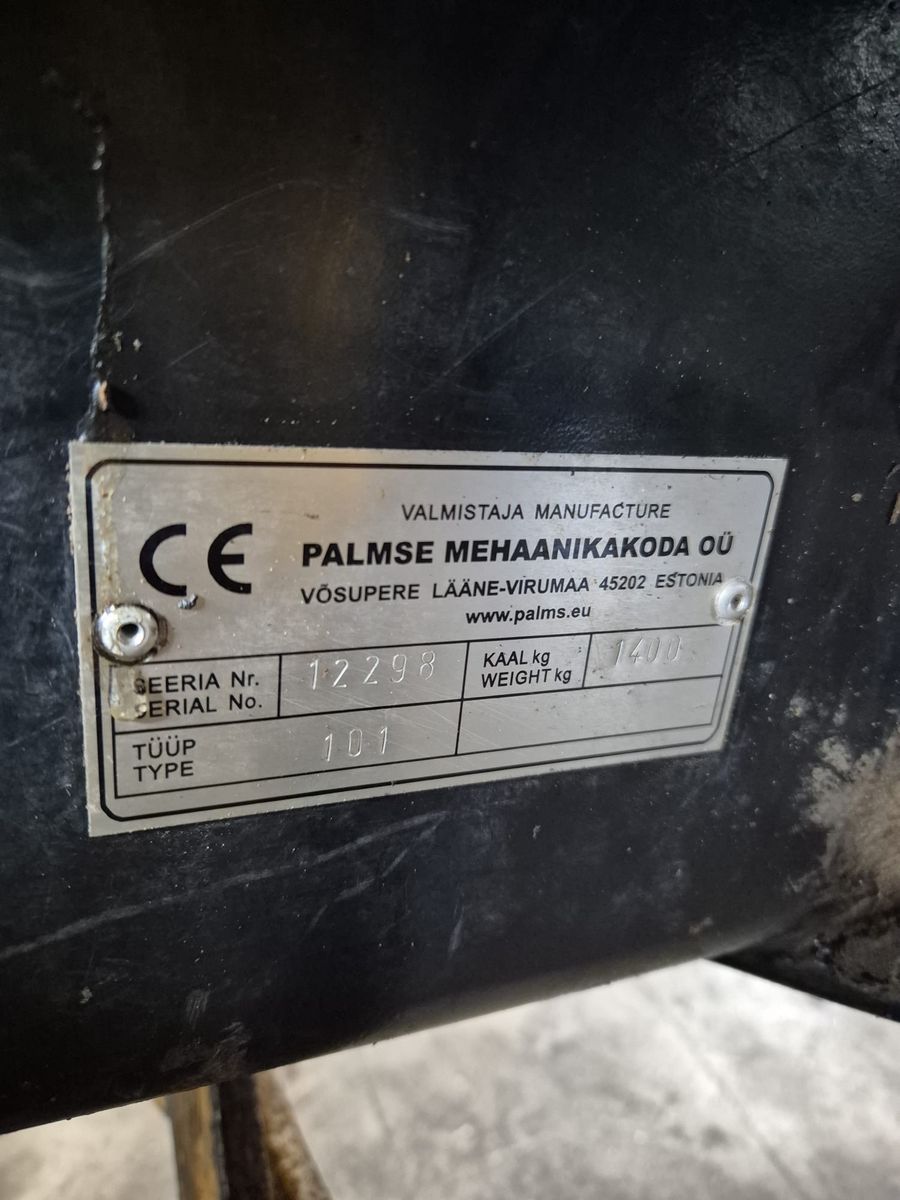 CE
VALMISTAJA MANUFACTURE
PALMSE MEHAANIKAKODA OÜ
VÕSUPERE LÄÄNE-VIRUMAA 45202 ESTONIA
www.palms.eu
SEERIA Nr.
SERIAL No.
12298
KAAL kg
WEIGHT kg
1400
TÜÜP
TYPE
101